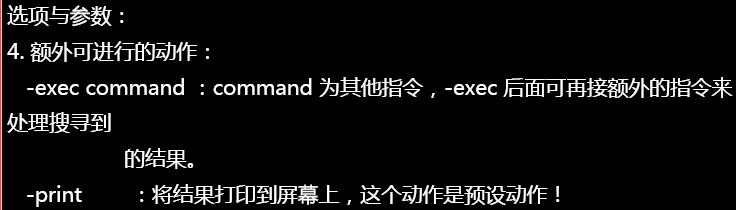 选项与参数：
4. 额外可进行的动作：
-exec command ：command 为其他指令，-exec 后面可再接额外的指令来
处理搜寻到
的结果。
-print ：将结果打印到屏幕上，这个动作是预设动作！